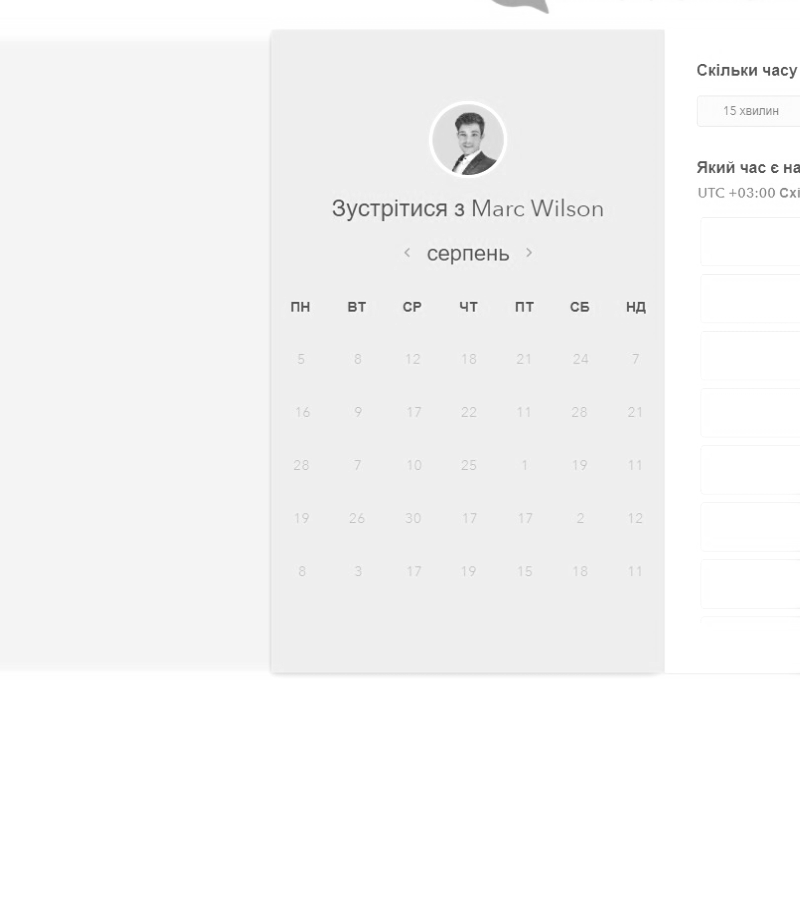 Зустрітися з Marc Wilson
‹ серпень ›
ПН ВТ СР ЧТ ПТ СБ НД
5 8 12 18 21 24 7
16 9 17 22 11 28 21
28 7 10 25 1 19 11
19 26 30 17 17 2 12
8 3 17 19 15 18 11
Скільки часу
15 хвилин
Який час є на
UTC +03:00 Схі